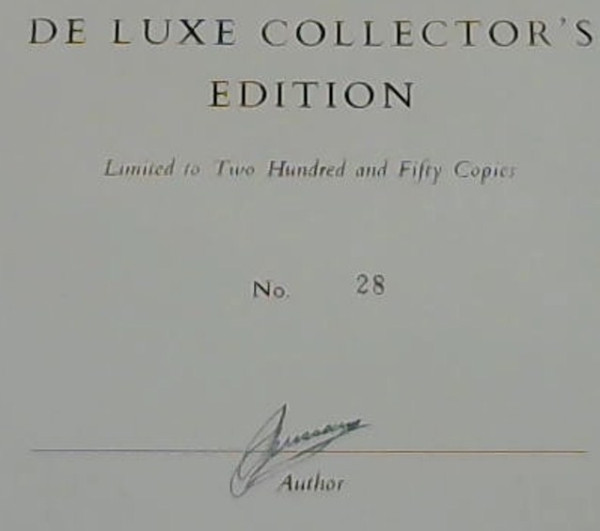 DE LUXE COLLECTOR'S
EDITION
Limited to Two Hundred and Fifty Copies
No. 28
Author